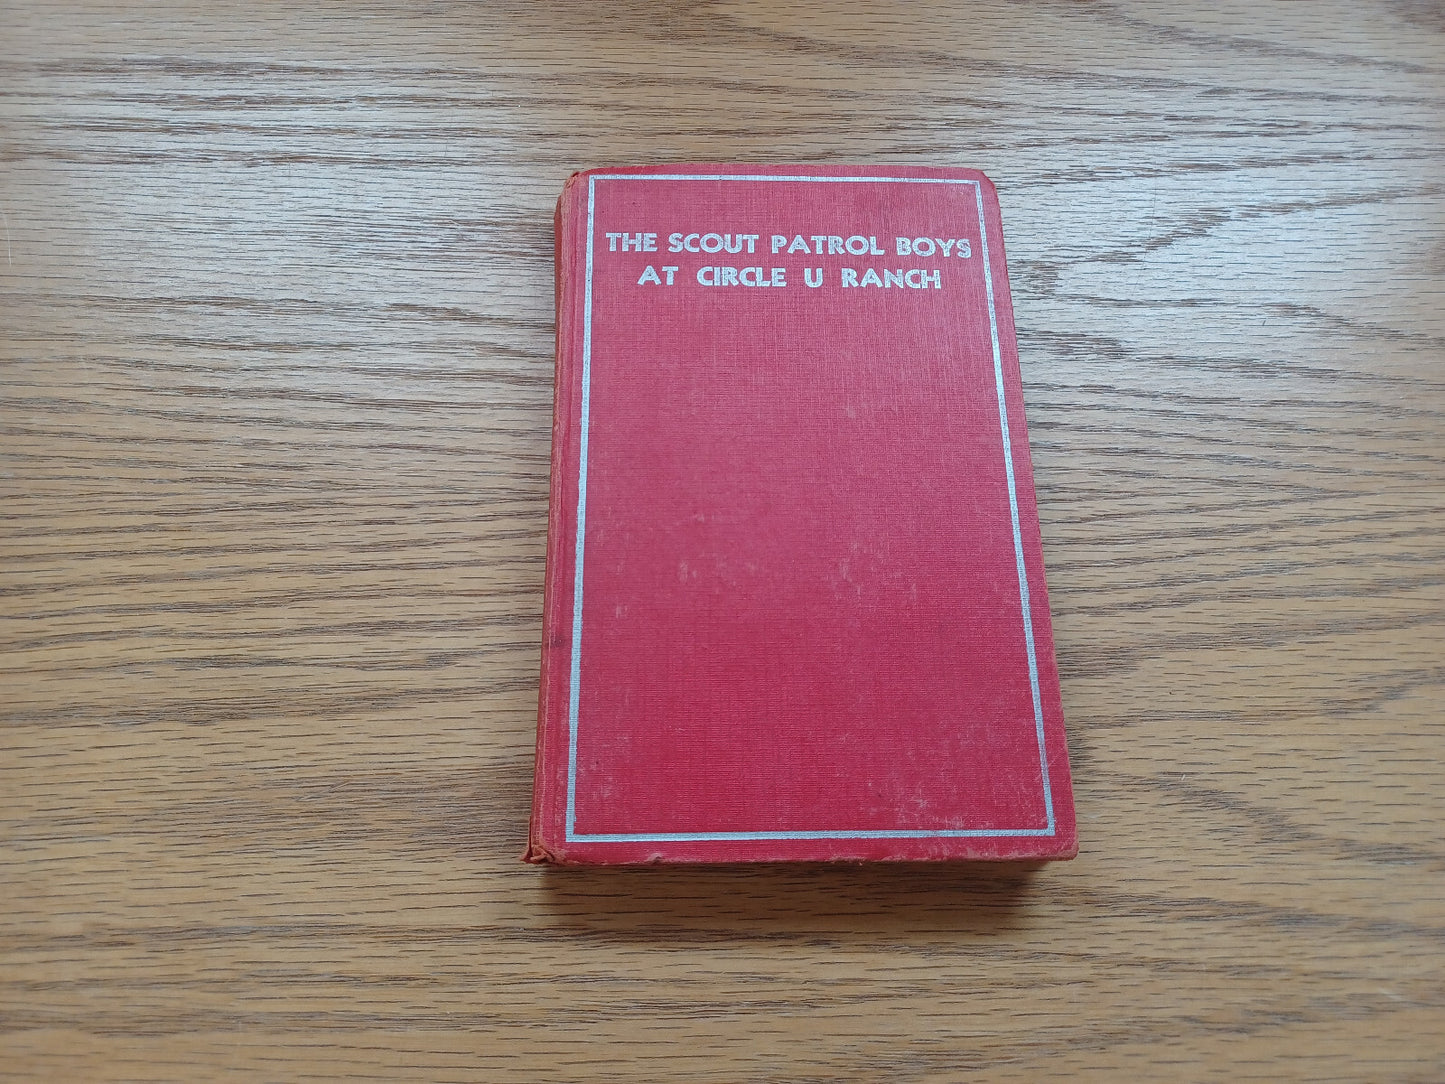 THE SCOUT PATROL BOYS
AT CIRCLE U RANCH